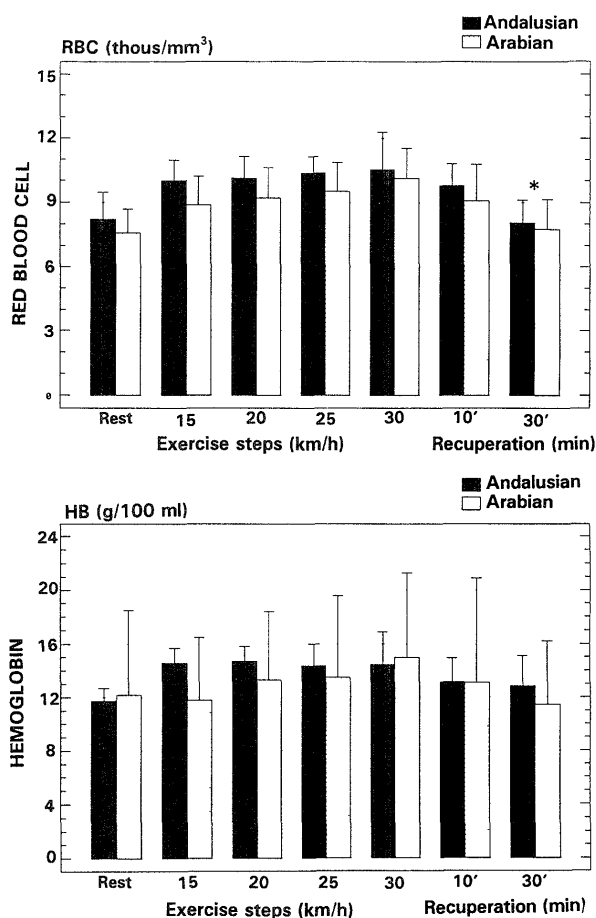 Andalusian
RBC (thous/mm³)
Arabian
15
12
9
6
3
0
RED BLOOD CELL
*
Rest 15 20 25 30 10′ 30′
Exercise steps (km/h) Recuperation (min)
Andalusian
HB (g/100 ml)
Arabian
24
20
16
12
8
4
0
HEMOGLOBIN
Rest 15 20 25 30 10′ 30′
Exercise steps (km/h) Recuperation (min)